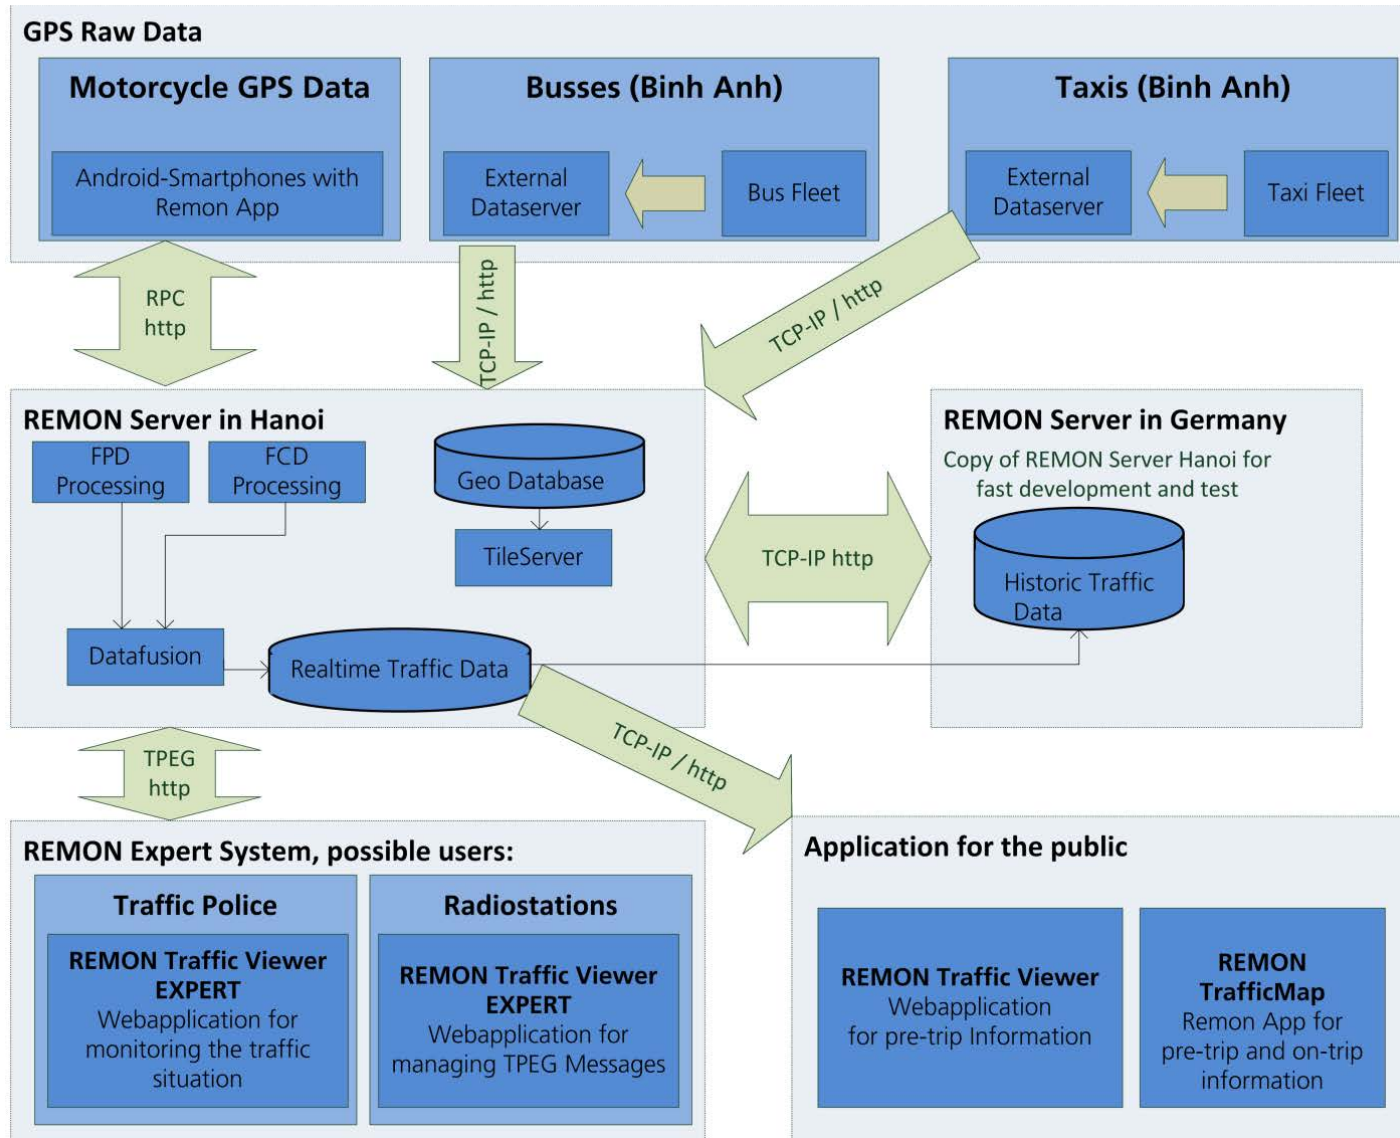 GPS Raw Data
Motorcycle GPS Data
Android-Smartphones with
Remon App
Busses (Binh Anh)
External
Dataserver
Bus Fleet
Taxis (Binh Anh)
External
Dataserver
Taxi Fleet
RPC
http
TCP-IP / http
TCP-IP / http
REMON Server in Hanoi
FPD
Processing
FCD
Processing
Geo Database
TileServer
Datafusion
Realtime Traffic Data
TCP-IP http
REMON Server in Germany
Copy of REMON Server Hanoi for
fast development and test
Historic Traffic
Data
TPEG
http
TCP-IP / http
REMON Expert System, possible users:
Traffic Police
REMON Traffic Viewer
EXPERT
Webapplication for
monitoring the traffic
situation
Radiostations
REMON Traffic Viewer
EXPERT
Webapplication for
managing TPEG Messages
Application for the public
REMON Traffic Viewer
Webapplication
for pre-trip Information
REMON
TrafficMap
Remon App for
pre-trip and on-trip
information